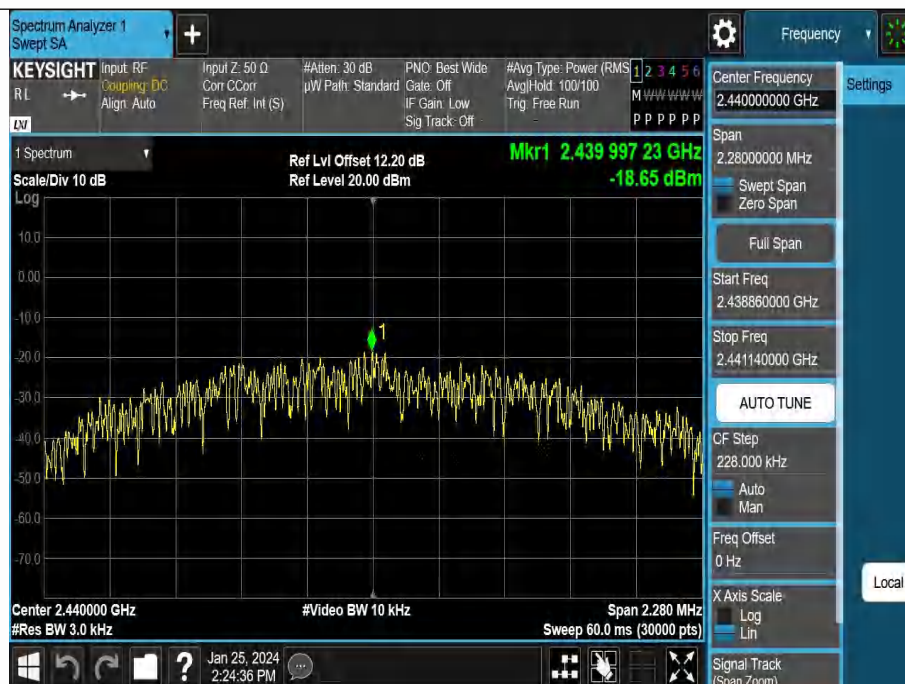 Spectrum Analyzer 1
Swept SA
+
Frequency
KEYSIGHT
R L
LXI
Input: RF
Coupling: DC
Align: Auto
Input Z: 50 Ω
Corr CCorr
Freq Ref: Int (S)
#Atten: 30 dB
µW Path: Standard
PNO: Best Wide
Gate: Off
IF Gain: Low
Sig Track: Off
#Avg Type: Power (RMS
Avg|Hold: 100/100
Trig: Free Run
1 2 3 4 5 6
M W W W W W
P P P P P P
1 Spectrum
Scale/Div 10 dB
Log
Ref Lvl Offset 12.20 dB
Ref Level 20.00 dBm
Mkr1 2.439 997 23 GHz
-18.65 dBm
10.0
0.00
-10.0
-20.0
-30.0
-40.0
-50.0
-60.0
-70.0
1
Center 2.440000 GHz
#Res BW 3.0 kHz
#Video BW 10 kHz
Span 2.280 MHz
Sweep 60.0 ms (30000 pts)
?
Jan 25, 2024
2:24:36 PM
Center Frequency
2.440000000 GHz
Span
2.28000000 MHz
Swept Span
Zero Span
Full Span
Start Freq
2.438860000 GHz
Stop Freq
2.441140000 GHz
AUTO TUNE
CF Step
228.000 kHz
Auto
Man
Freq Offset
0 Hz
X Axis Scale
Log
Lin
Signal Track
(Span Zoom)
Settings
Local